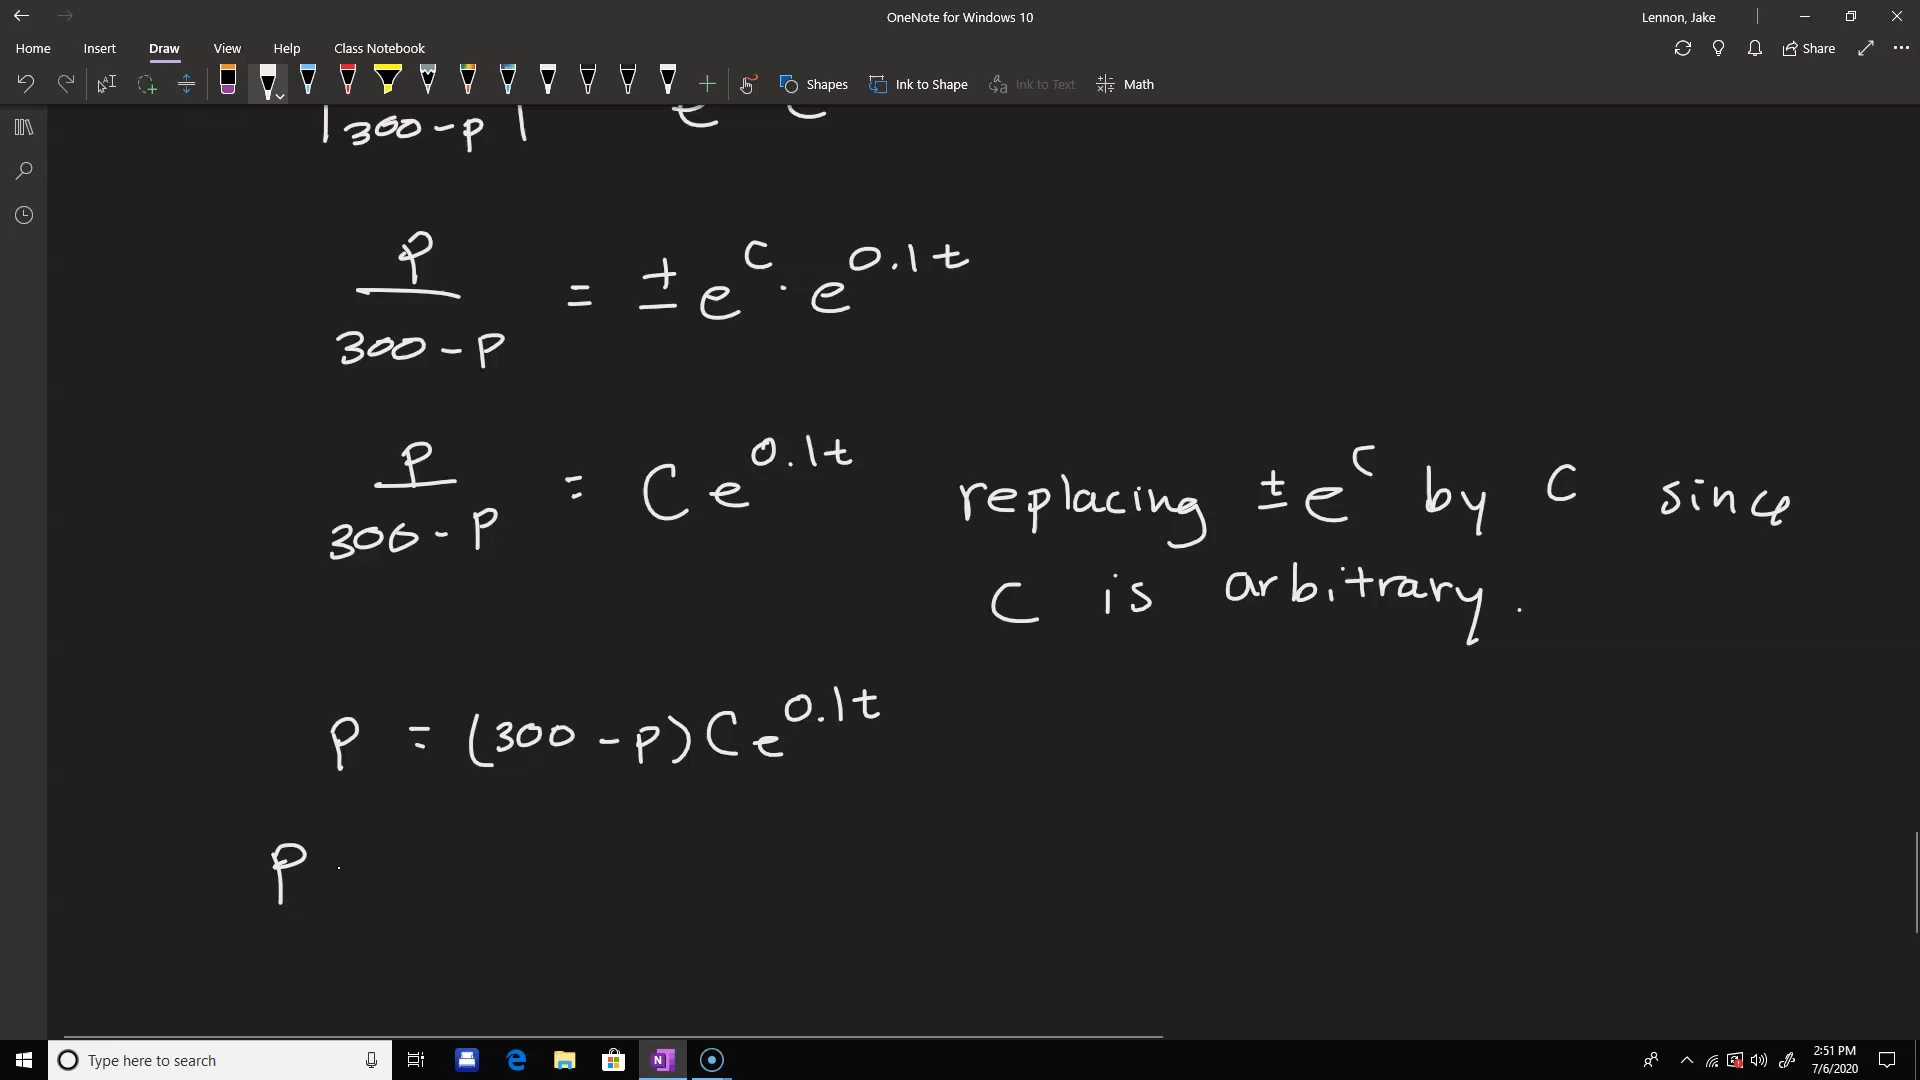 OneNote for Windows 10
Lennon, Jake
Home Insert Draw View Help Class Notebook
Share
Shapes Ink to Shape Ink to Text Math
|300-p|
p/(300-p) = ± e^C · e^0.1t
p/(300-p) = C e^0.1t replacing ± e^C by C since
C is arbitrary.
p = (300-p) C e^0.1t
p
Type here to search
2:51 PM
7/6/2020